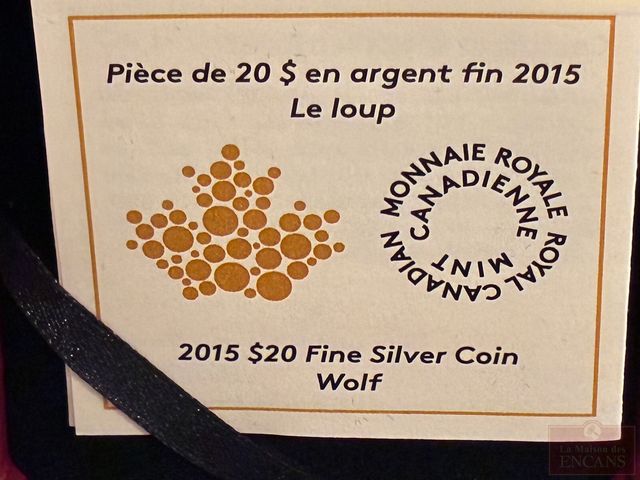 Pièce de 20 $ en argent fin 2015
Le loup
MONNAIE ROYALE
CANADIENNE
ROYAL CANADIAN
MINT
2015 $20 Fine Silver Coin
Wolf
La Maison des
ENCANS